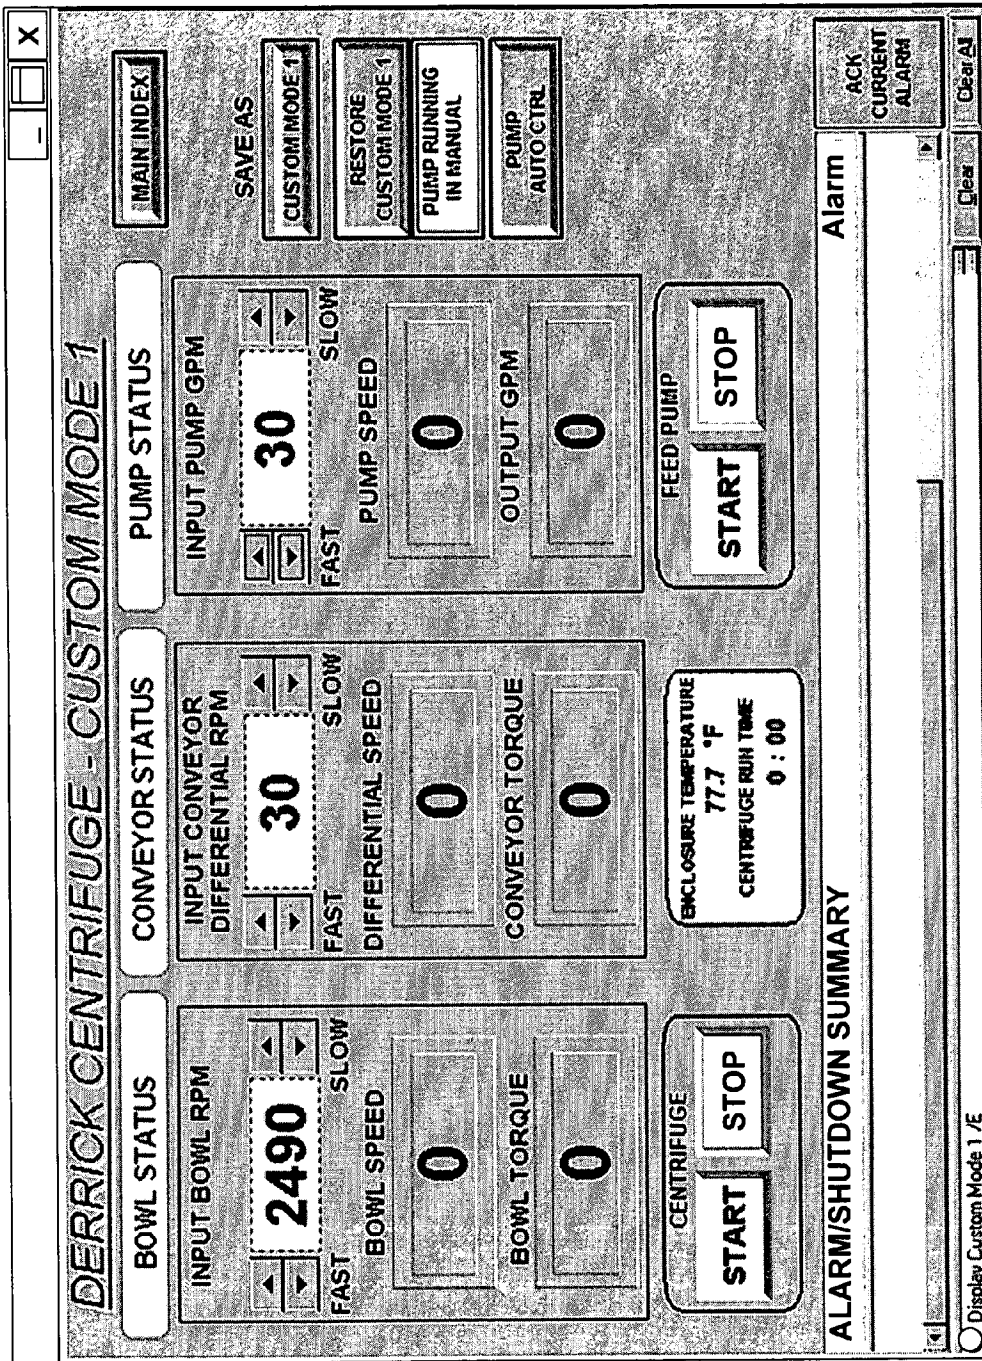 DERRICK CENTRIFUGE - CUSTOM MODE 1
BOWL STATUS
INPUT BOWL RPM
2490
FAST
SLOW
BOWL SPEED
0
BOWL TORQUE
0
CENTRIFUGE
START
STOP
CONVEYOR STATUS
INPUT CONVEYOR
DIFFERENTIAL RPM
30
FAST
SLOW
DIFFERENTIAL SPEED
0
CONVEYOR TORQUE
0
ENCLOSURE TEMPERATURE
77.7 °F
CENTRIFUGE RUN TIME
0 : 00
PUMP STATUS
INPUT PUMP GPM
30
FAST
SLOW
PUMP SPEED
0
OUTPUT GPM
0
FEED PUMP
START
STOP
MAIN INDEX
SAVE AS
CUSTOM MODE 1
RESTORE
CUSTOM MODE 1
PUMP RUNNING
IN MANUAL
PUMP
AUTO CTRL
ALARM/SHUTDOWN SUMMARY
Alarm
ACK
CURRENT
ALARM
Display Custom Mode 1 /E
Clear
Clear All